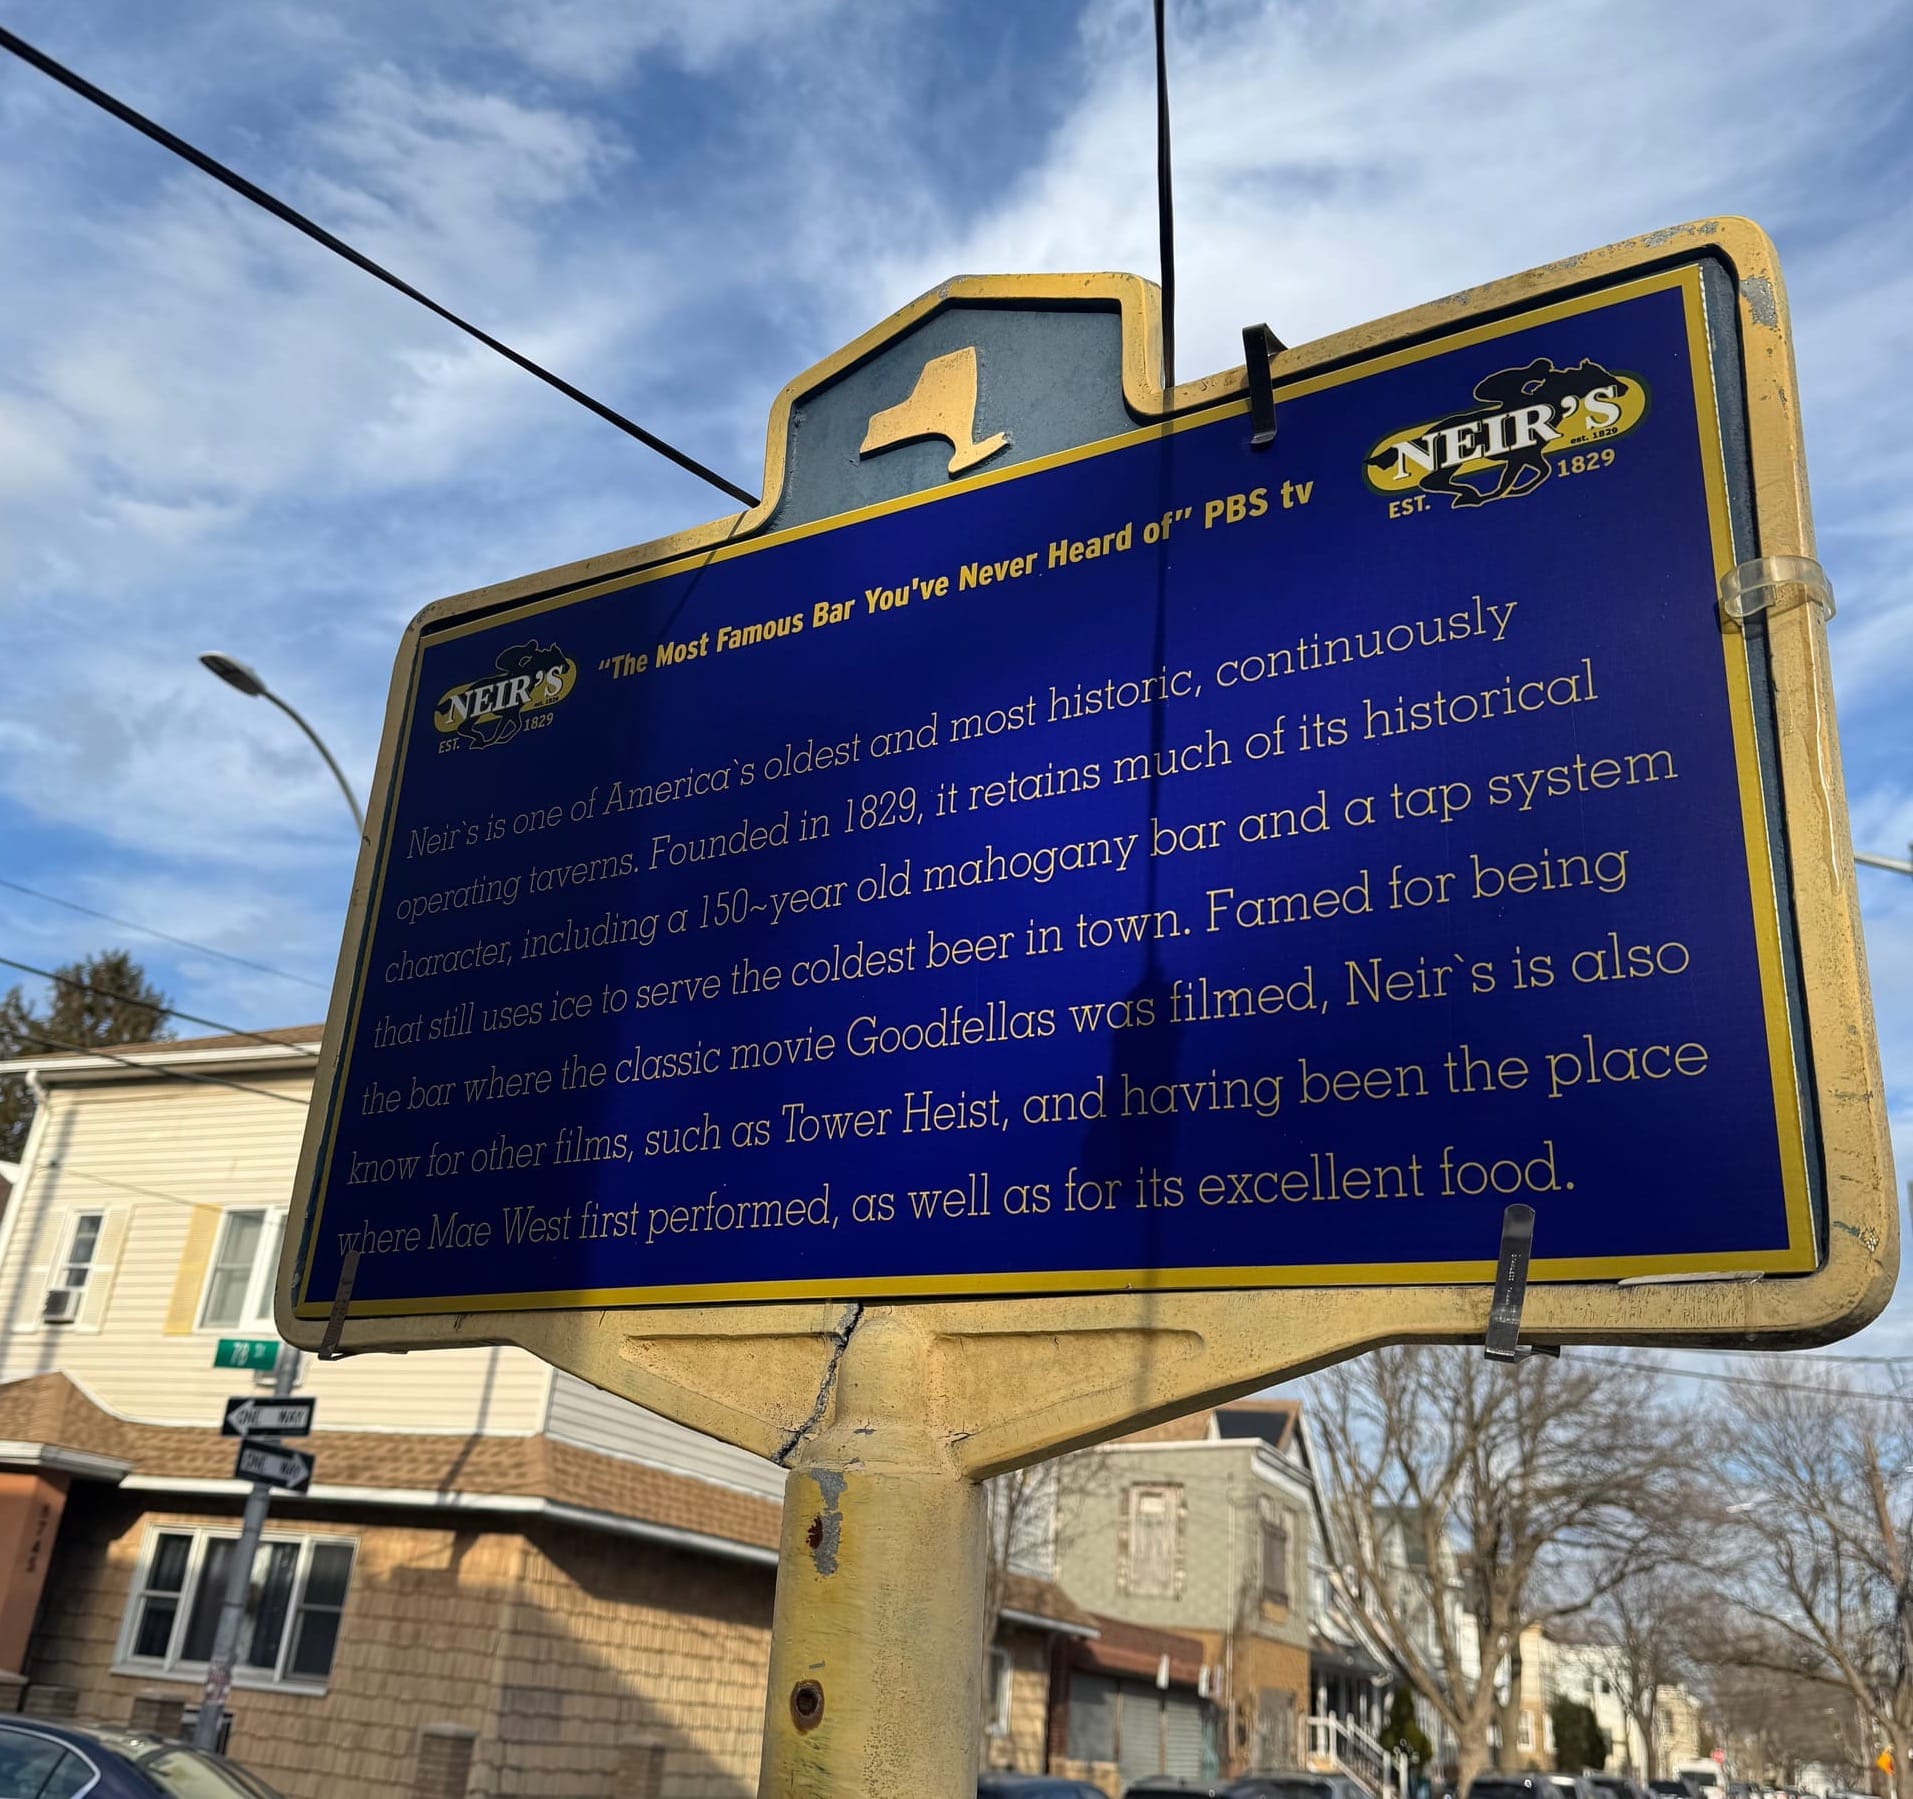 "The Most Famous Bar You've Never Heard of" PBS tv
NEIR'S
est. 1829
EST. 1829
NEIR'S
est. 1829
EST. 1829
Neir`s is one of America`s oldest and most historic, continuously
operating taverns. Founded in 1829, it retains much of its historical
character, including a 150~year old mahogany bar and a tap system
that still uses ice to serve the coldest beer in town. Famed for being
the bar where the classic movie Goodfellas was filmed, Neir`s is also
know for other films, such as Tower Heist, and having been the place
where Mae West first performed, as well as for its excellent food.
78 ST
ONE WAY
ONE WAY